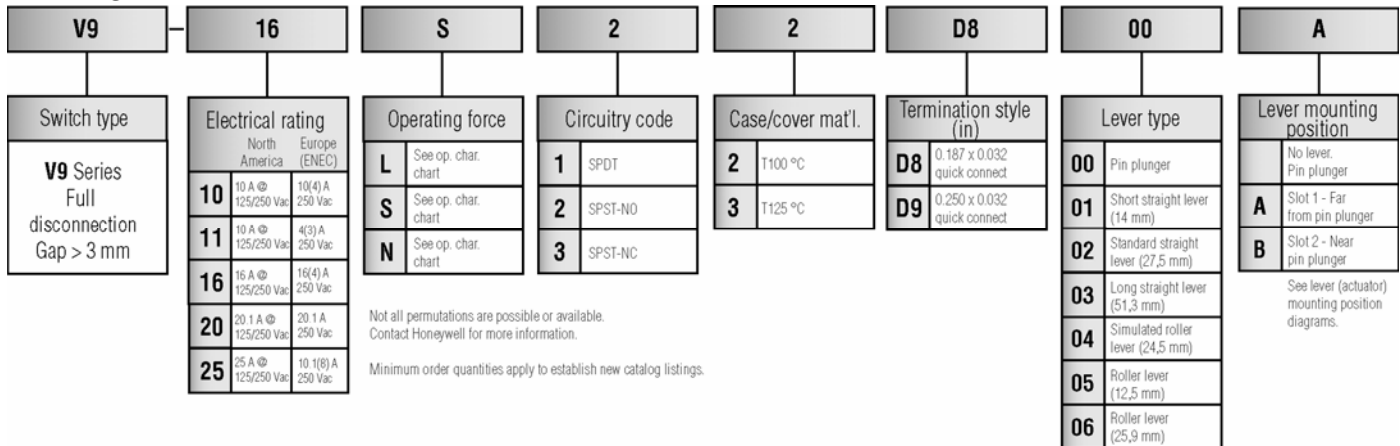 V9 – 16 S 2 2 D8 00 A
Switch type
V9 Series
Full
disconnection
Gap > 3 mm
Electrical rating
North America Europe (ENEC)
10 10 A @ 125/250 Vac 10(4) A 250 Vac
11 10 A @ 125/250 Vac 4(3) A 250 Vac
16 16 A @ 125/250 Vac 16(4) A 250 Vac
20 20.1 A @ 125/250 Vac 20.1 A 250 Vac
25 25 A @ 125/250 Vac 10.1(8) A 250 Vac
Operating force
L See op. char. chart
S See op. char. chart
N See op. char. chart
Circuitry code
1 SPDT
2 SPST-NO
3 SPST-NC
Case/cover mat'l.
2 T100 °C
3 T125 °C
Termination style
(in)
D8 0.187 x 0.032 quick connect
D9 0.250 x 0.032 quick connect
Lever type
00 Pin plunger
01 Short straight lever (14 mm)
02 Standard straight lever (27,5 mm)
03 Long straight lever (51,3 mm)
04 Simulated roller lever (24,5 mm)
05 Roller lever (12,5 mm)
06 Roller lever (25,9 mm)
Lever mounting
position
No lever. Pin plunger
A Slot 1 - Far from pin plunger
B Slot 2 - Near pin plunger
See lever (actuator)
mounting position
diagrams.
Not all permutations are possible or available.
Contact Honeywell for more information.
Minimum order quantities apply to establish new catalog listings.